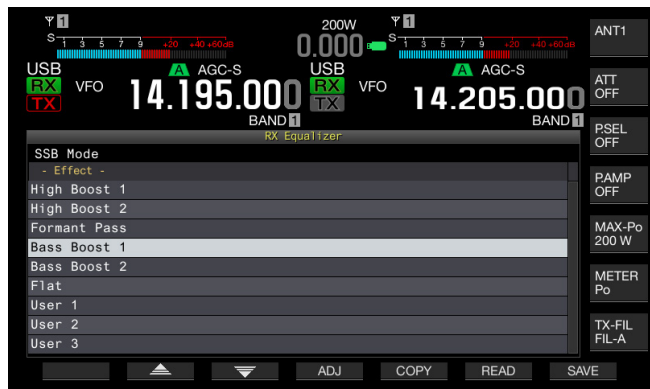 200W
1
1
S 1 3 5 7 9 +20 +40 +60dB
0.000
S 1 3 5 7 9 +20 +40 +60dB
ANT1
USB A AGC-S USB A AGC-S
RX VFO RX VFO
TX 14.195.000 TX 14.205.000
ATT
OFF
BAND 1 BAND 1
RX Equalizer
P.SEL
OFF
SSB Mode
- Effect -
High Boost 1
High Boost 2
Formant Pass
Bass Boost 1
Bass Boost 2
Flat
User 1
User 2
User 3
P.AMP
OFF
MAX-Po
200 W
METER
Po
TX-FIL
FIL-A
ADJ COPY READ SAVE